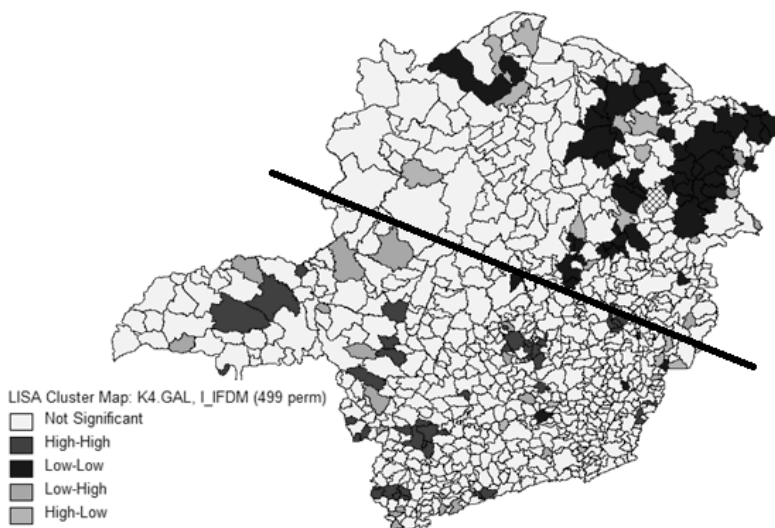 LISA Cluster Map: K4.GAL, I_IFDM (499 perm)
Not Significant
High-High
Low-Low
Low-High
High-Low